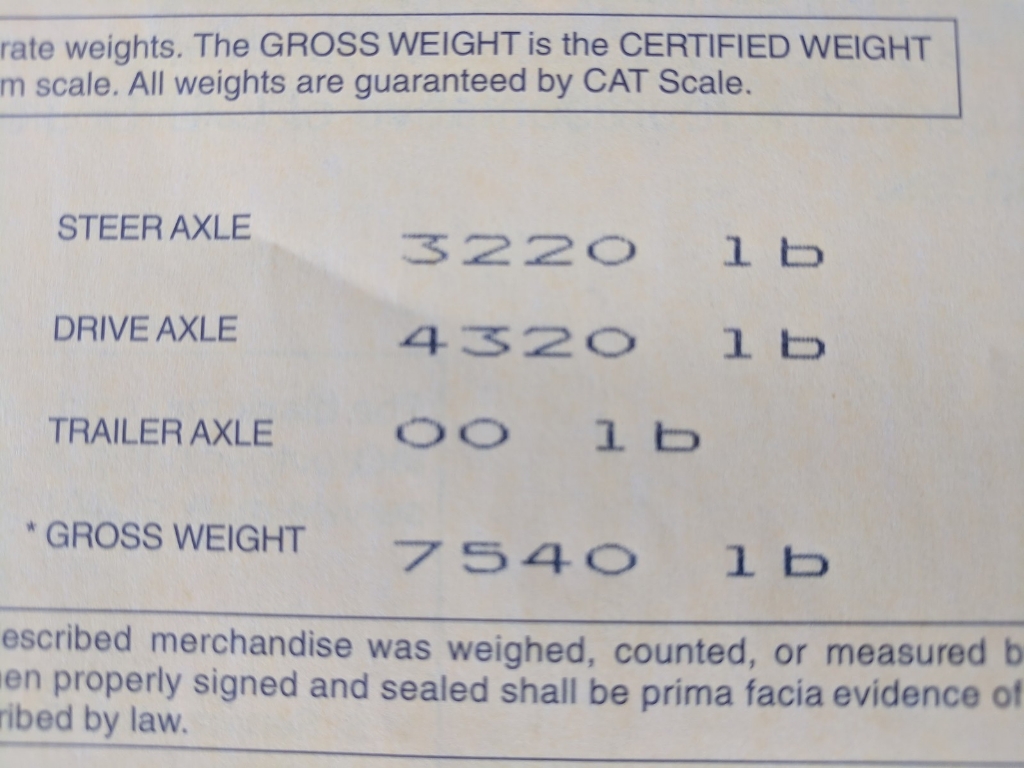 rate weights. The GROSS WEIGHT is the CERTIFIED WEIGHT
m scale. All weights are guaranteed by CAT Scale.
STEER AXLE 3220 lb
DRIVE AXLE 4320 lb
TRAILER AXLE 00 lb
* GROSS WEIGHT 7540 lb
escribed merchandise was weighed, counted, or measured b
en properly signed and sealed shall be prima facia evidence of
ribed by law.